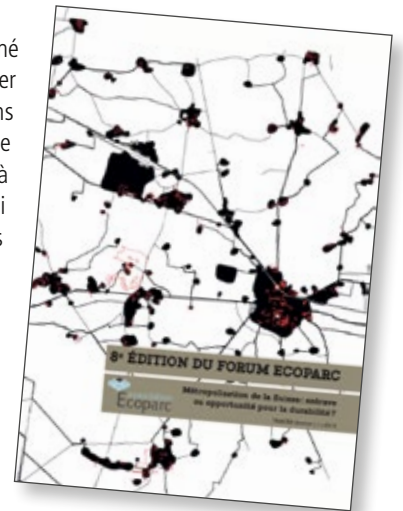 né
er
ns
e
à
i
s
8e ÉDITION DU FORUM ECOPARC
Ecoparc
Métropolisation de la Suisse: entrave
ou opportunité pour la durabilité?